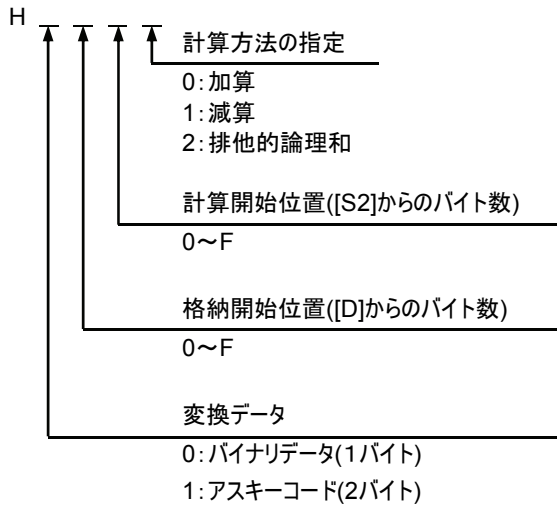 H _ _ _ _
計算方法の指定
0:加算
1:減算
2:排他的論理和
計算開始位置([S2]からのバイト数)
0～F
格納開始位置([D]からのバイト数)
0～F
変換データ
0:バイナリデータ(1バイト)
1:アスキーコード(2バイト)